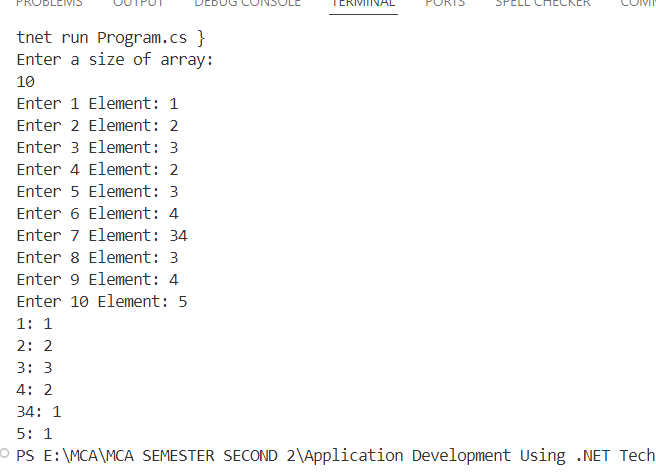 PROBLEMS OUTPUT DEBUG CONSOLE TERMINAL PORTS SPELL CHECKER
tnet run Program.cs }
Enter a size of array:
10
Enter 1 Element: 1
Enter 2 Element: 2
Enter 3 Element: 3
Enter 4 Element: 2
Enter 5 Element: 3
Enter 6 Element: 4
Enter 7 Element: 34
Enter 8 Element: 3
Enter 9 Element: 4
Enter 10 Element: 5
1: 1
2: 2
3: 3
4: 2
34: 1
5: 1
PS E:\MCA\MCA SEMESTER SECOND 2\Application Development Using .NET Tech